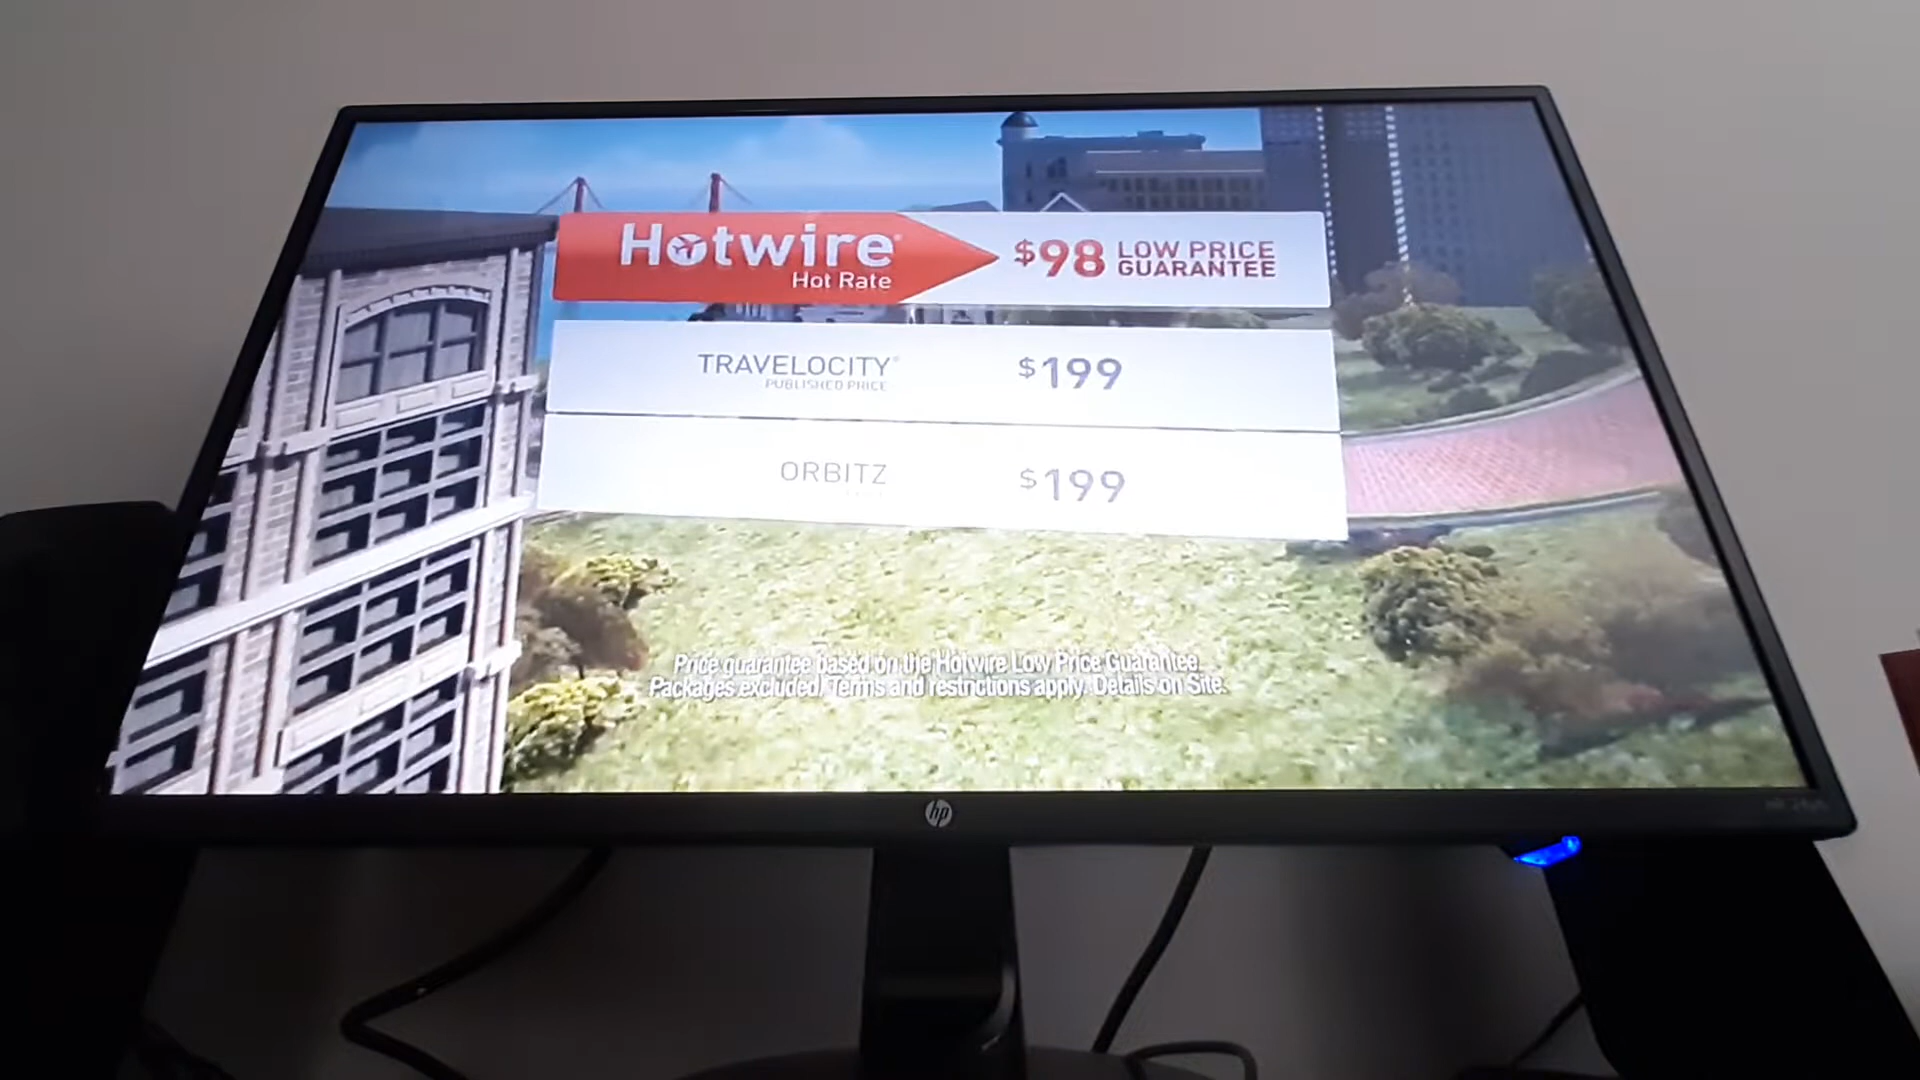 Hotwire®
Hot Rate
$98 LOW PRICE
GUARANTEE
TRAVELOCITY®
PUBLISHED PRICE
$199
ORBITZ
$199
Price guarantee based on the Hotwire Low Price Guarantee.
Packages excluded. Terms and restrictions apply. Details on Site.
hp